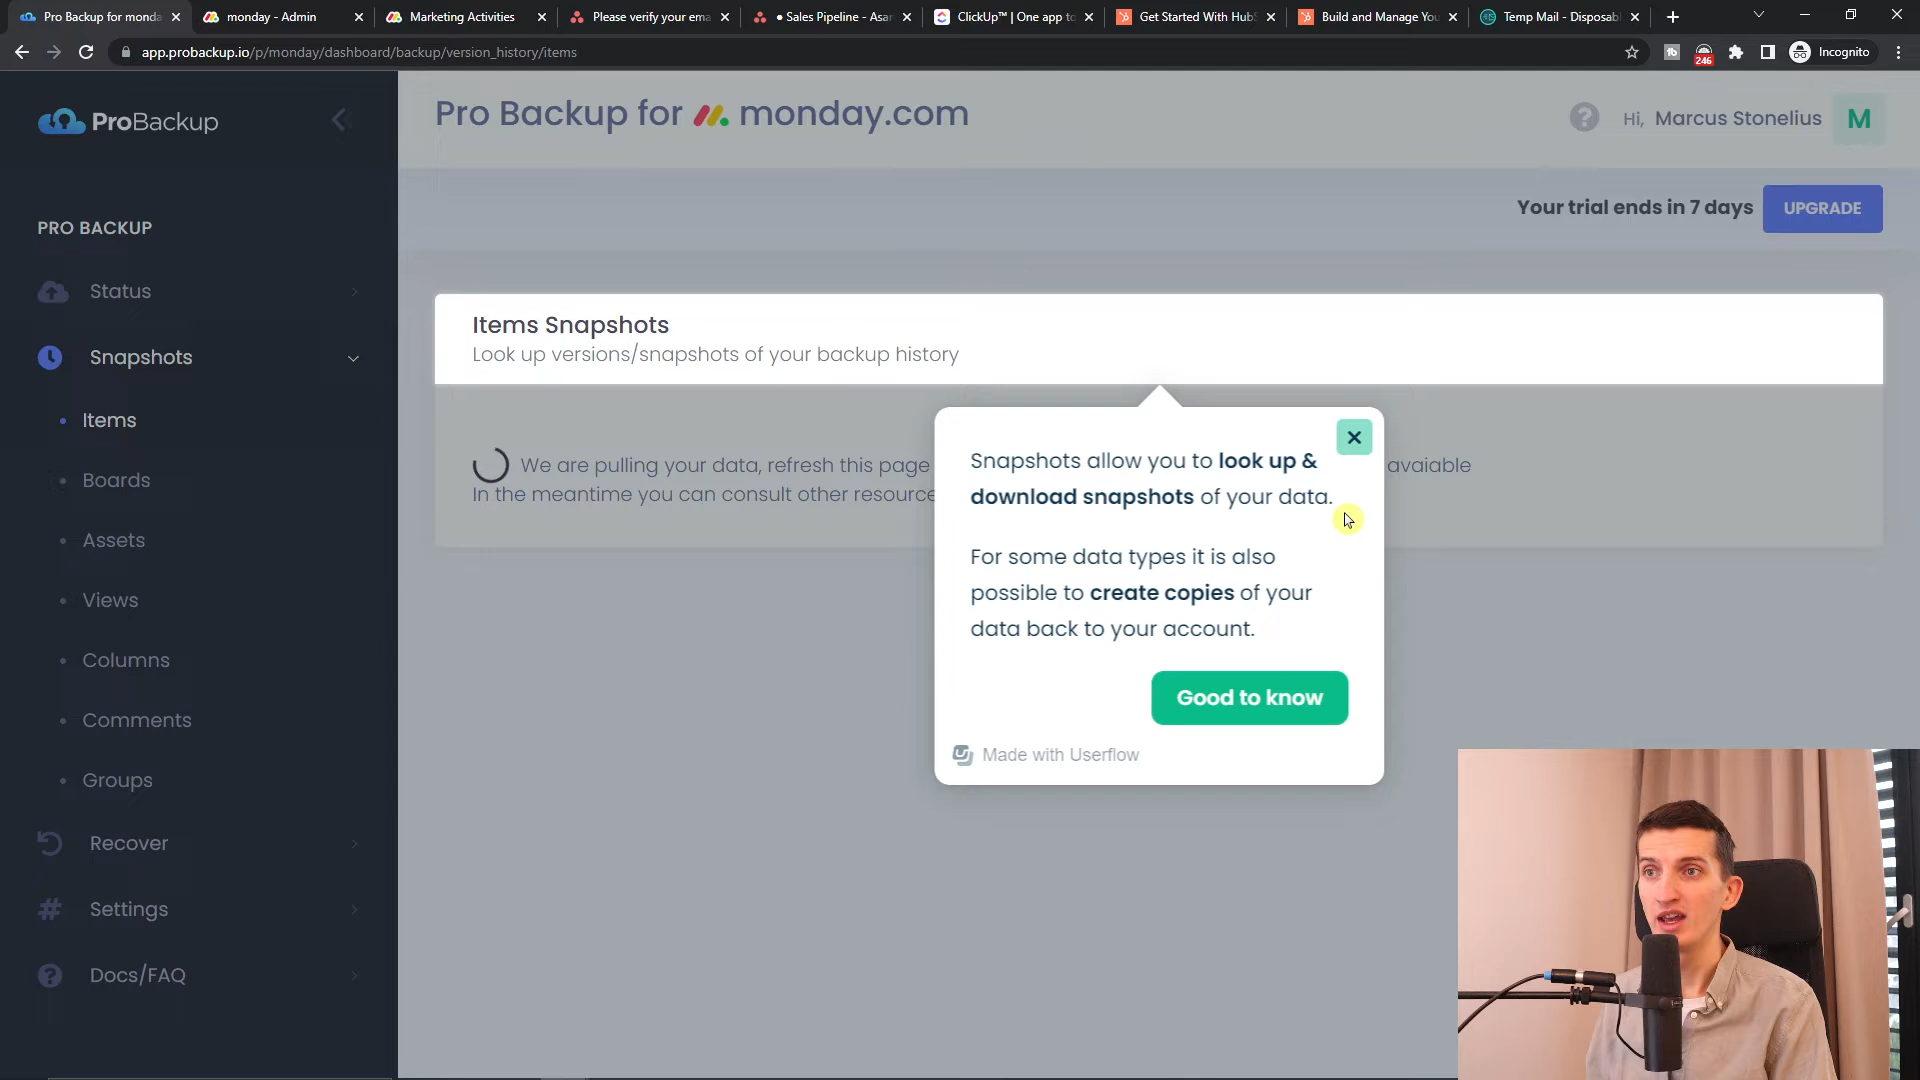 Pro Backup for monda
monday - Admin
Marketing Activities
Please verify your ema
• Sales Pipeline - Asan
ClickUp™ | One app to
Get Started With HubS
Build and Manage You
Temp Mail - Disposabl
app.probackup.io/p/monday/dashboard/backup/version_history/items
246
Incognito
ProBackup
Pro Backup for monday.com
Hi, Marcus Stonelius
M
Your trial ends in 7 days
UPGRADE
PRO BACKUP
Status
Snapshots
Items
Boards
Assets
Views
Columns
Comments
Groups
Recover
Settings
Docs/FAQ
Items Snapshots
Look up versions/snapshots of your backup history
We are pulling your data, refresh this page
avaiable
In the meantime you can consult other resource
Snapshots allow you to look up &
download snapshots of your data.
For some data types it is also
possible to create copies of your
data back to your account.
Good to know
Made with Userflow